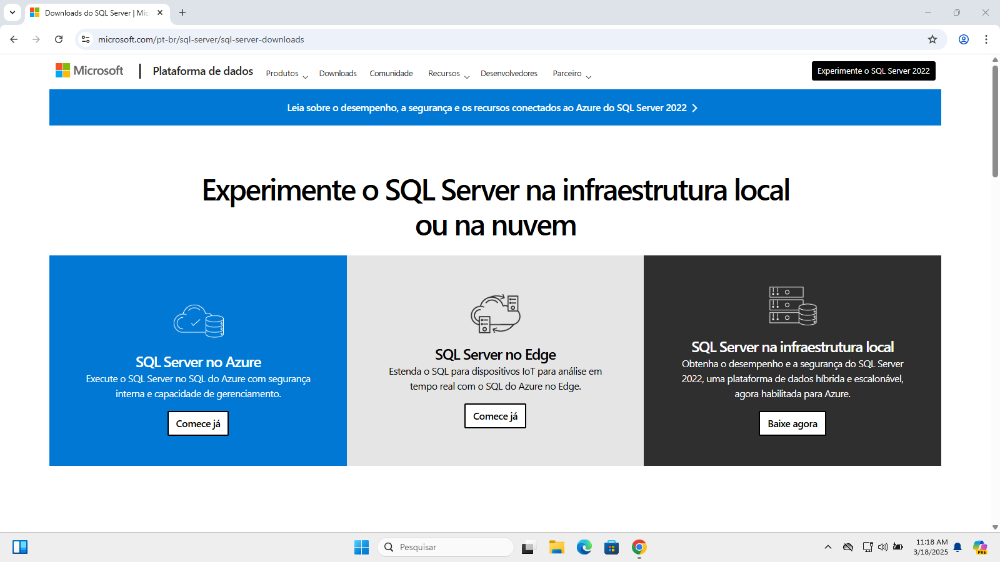 Downloads do SQL Server | Mic
microsoft.com/pt-br/sql-server/sql-server-downloads
Microsoft
Plataforma de dados
Produtos
Downloads
Comunidade
Recursos
Desenvolvedores
Parceiro
Experimente o SQL Server 2022
Leia sobre o desempenho, a segurança e os recursos conectados ao Azure do SQL Server 2022
Experimente o SQL Server na infraestrutura local
ou na nuvem
SQL Server no Azure
Execute o SQL Server no SQL do Azure com segurança
interna e capacidade de gerenciamento.
Comece já
SQL Server no Edge
Estenda o SQL para dispositivos IoT para análise em
tempo real com o SQL do Azure no Edge.
Comece já
SQL Server na infraestrutura local
Obtenha o desempenho e a segurança do SQL Server
2022, uma plataforma de dados híbrida e escalonável,
agora habilitada para Azure.
Baixe agora
Pesquisar
11:18 AM
3/18/2025
PRE